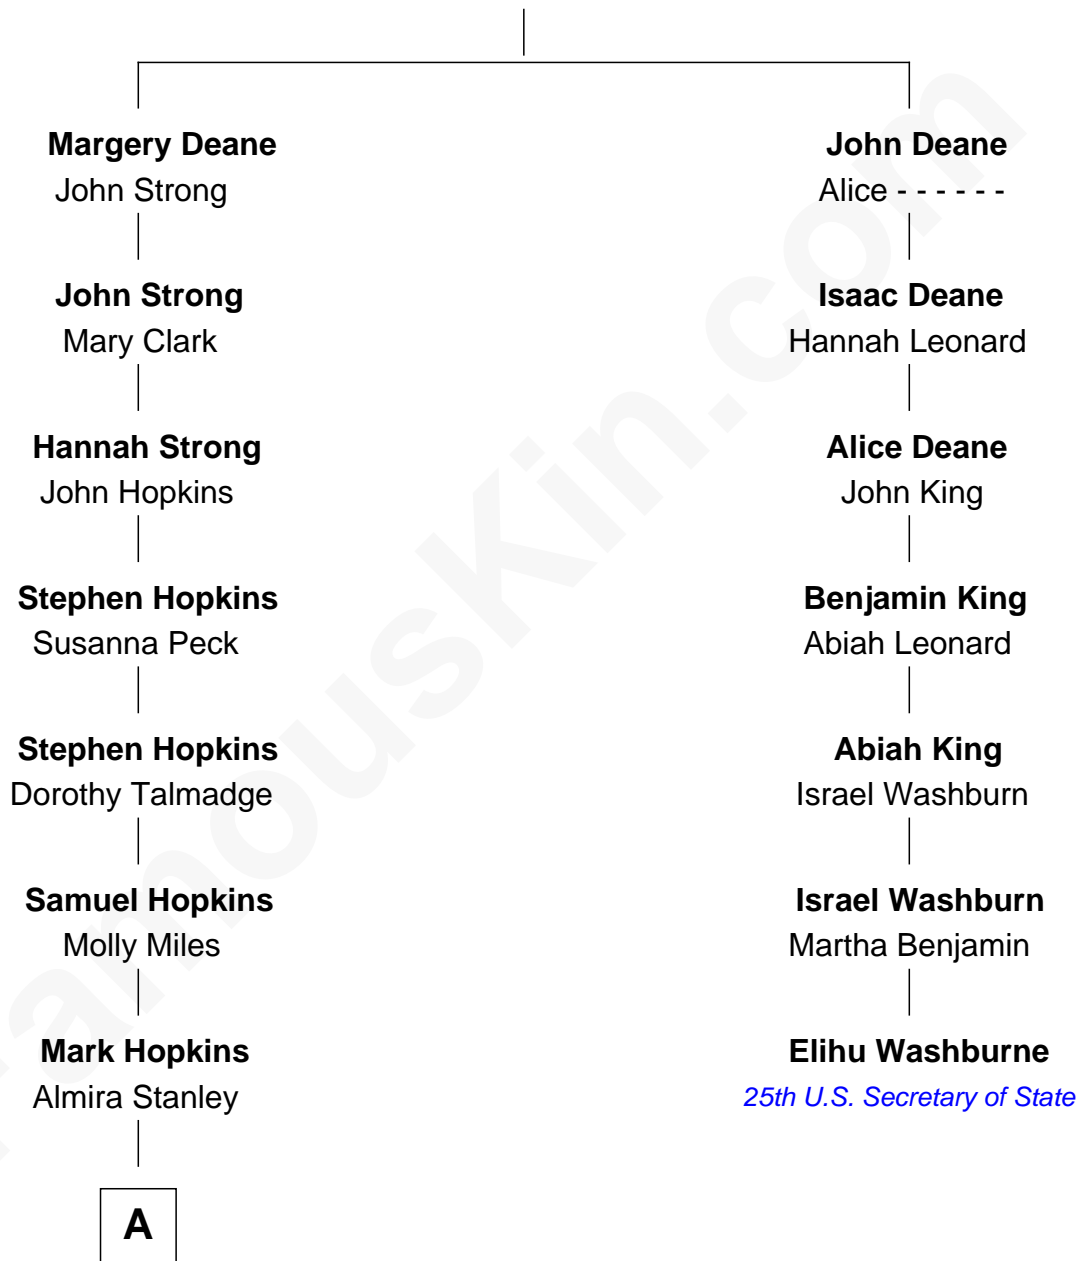 Margery Deane
John Strong
John Strong
Mary Clark
Hannah Strong
John Hopkins
Stephen Hopkins
Susanna Peck
Stephen Hopkins
Dorothy Talmadge
Samuel Hopkins
Molly Miles
Mark Hopkins
Almira Stanley
A
John Deane
Alice - - - - - -
Isaac Deane
Hannah Leonard
Alice Deane
John King
Benjamin King
Abiah Leonard
Abiah King
Israel Washburn
Israel Washburn
Martha Benjamin
Elihu Washburne
25th U.S. Secretary of State
FamousKin.com